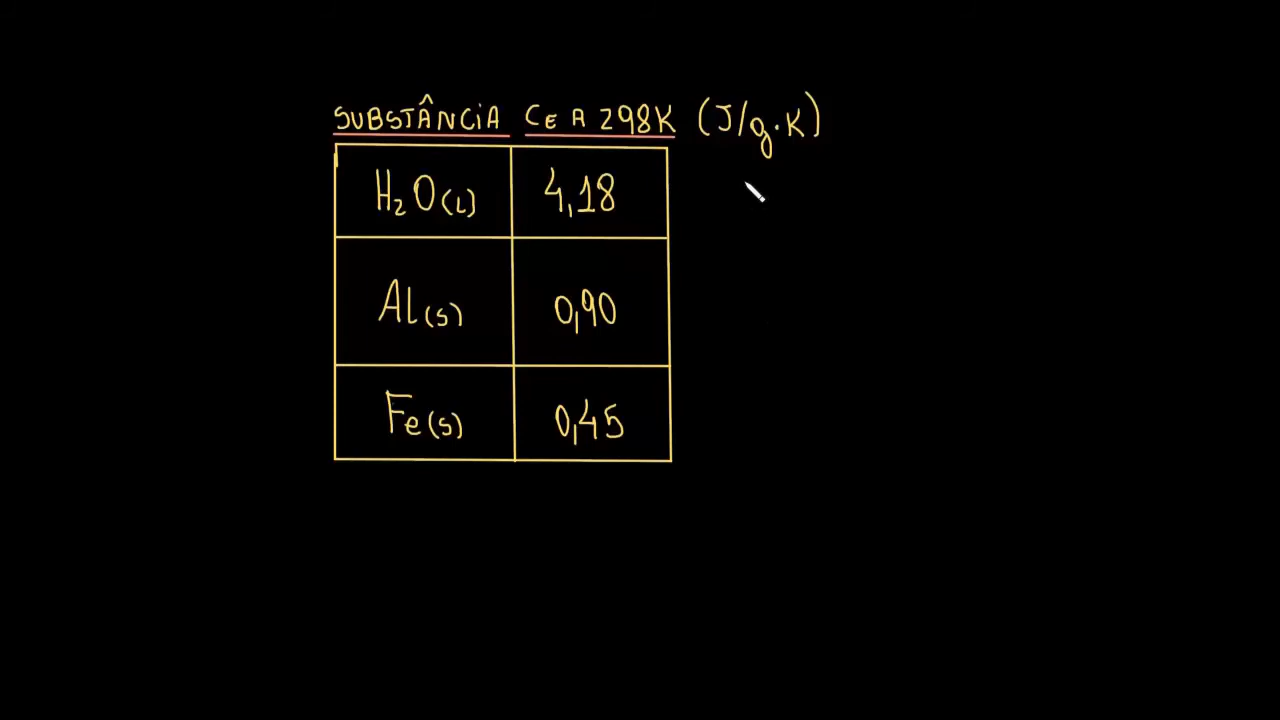 SUBSTÂNCIA CE A 298K (J/g·K)
H₂O(L) 4,18
Al(s) 0,90
Fe(s) 0,45